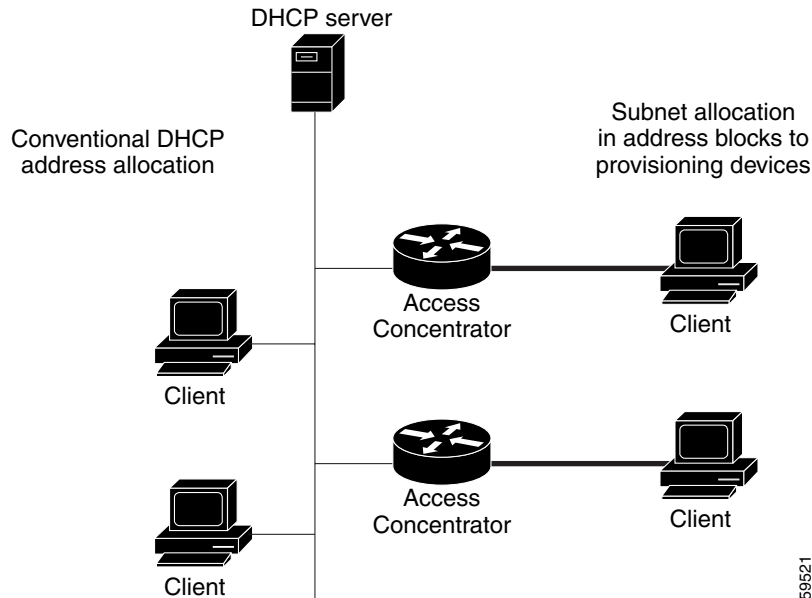 DHCP server
Conventional DHCP
address allocation
Subnet allocation
in address blocks to
provisioning devices
Access
Concentrator
Client
Client
Access
Concentrator
Client
Client
59521